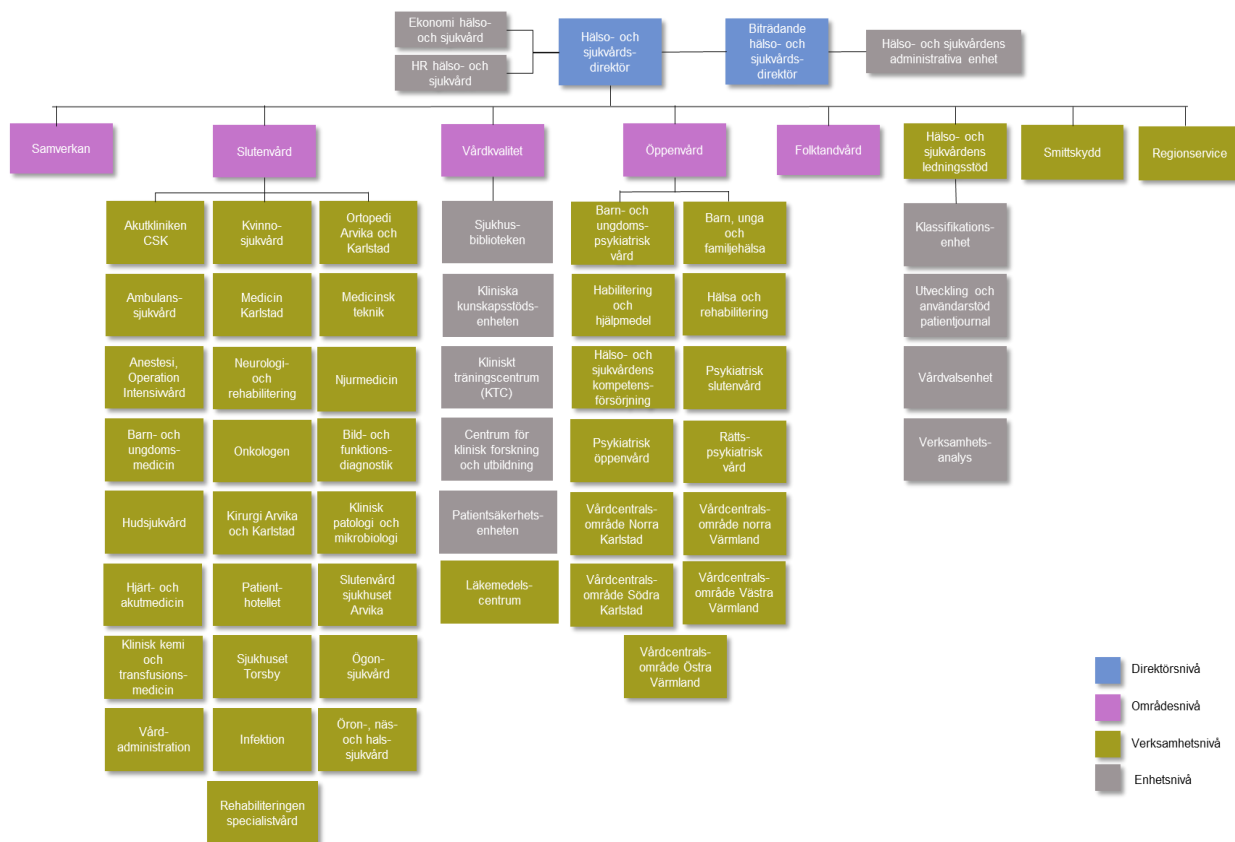 Ekonomi hälso-
och sjukvård
HR hälso- och
sjukvård
Hälso- och
sjukvårds-
direktör
Biträdande
hälso- och
sjukvårds-
direktör
Hälso- och sjukvårdens
administrativa enhet
Samverkan
Slutenvård
Vårdkvalitet
Öppenvård
Folktandvård
Hälso- och
sjukvårdens
ledningsstöd
Smittskydd
Regionservice
Akutkliniken
CSK
Kvinno-
sjukvård
Ortopedi
Arvika och
Karlstad
Ambulans-
sjukvård
Medicin
Karlstad
Medicinsk
teknik
Anestesi,
Operation
Intensivvård
Neurologi-
och
rehabilitering
Njurmedicin
Barn- och
ungdoms-
medicin
Onkologen
Bild- och
funktions-
diagnostik
Hudsjukvård
Kirurgi Arvika
och Karlstad
Klinisk
patologi och
mikrobiologi
Hjärt- och
akutmedicin
Patient-
hotellet
Slutenvård
sjukhuset
Arvika
Klinisk kemi
och
transfusions-
medicin
Sjukhuset
Torsby
Ögon-
sjukvård
Vård-
administration
Infektion
Öron-, näs-
och hals-
sjukvård
Rehabiliteringen
specialistvård
Sjukhus-
biblioteken
Kliniska
kunskapsstöds-
enheten
Kliniskt
träningscentrum
(KTC)
Centrum för
klinisk forskning
och utbildning
Patientsäkerhets-
enheten
Läkemedels-
centrum
Barn- och
ungdoms-
psykiatrisk
vård
Barn, unga
och
familjehälsa
Habilitering
och
hjälpmedel
Hälsa och
rehabilitering
Hälso- och
sjukvårdens
kompetens-
försörjning
Psykiatrisk
slutenvård
Psykiatrisk
öppenvård
Rätts-
psykiatrisk
vård
Vårdcentrals-
område Norra
Karlstad
Vårdcentrals-
område norra
Värmland
Vårdcentrals-
område Södra
Karlstad
Vårdcentrals-
område Västra
Värmland
Vårdcentrals-
område Östra
Värmland
Klassifikations-
enhet
Utveckling och
användarstöd
patientjournal
Vårdvalsenhet
Verksamhets-
analys
Direktörsnivå
Områdesnivå
Verksamhetsnivå
Enhetsnivå